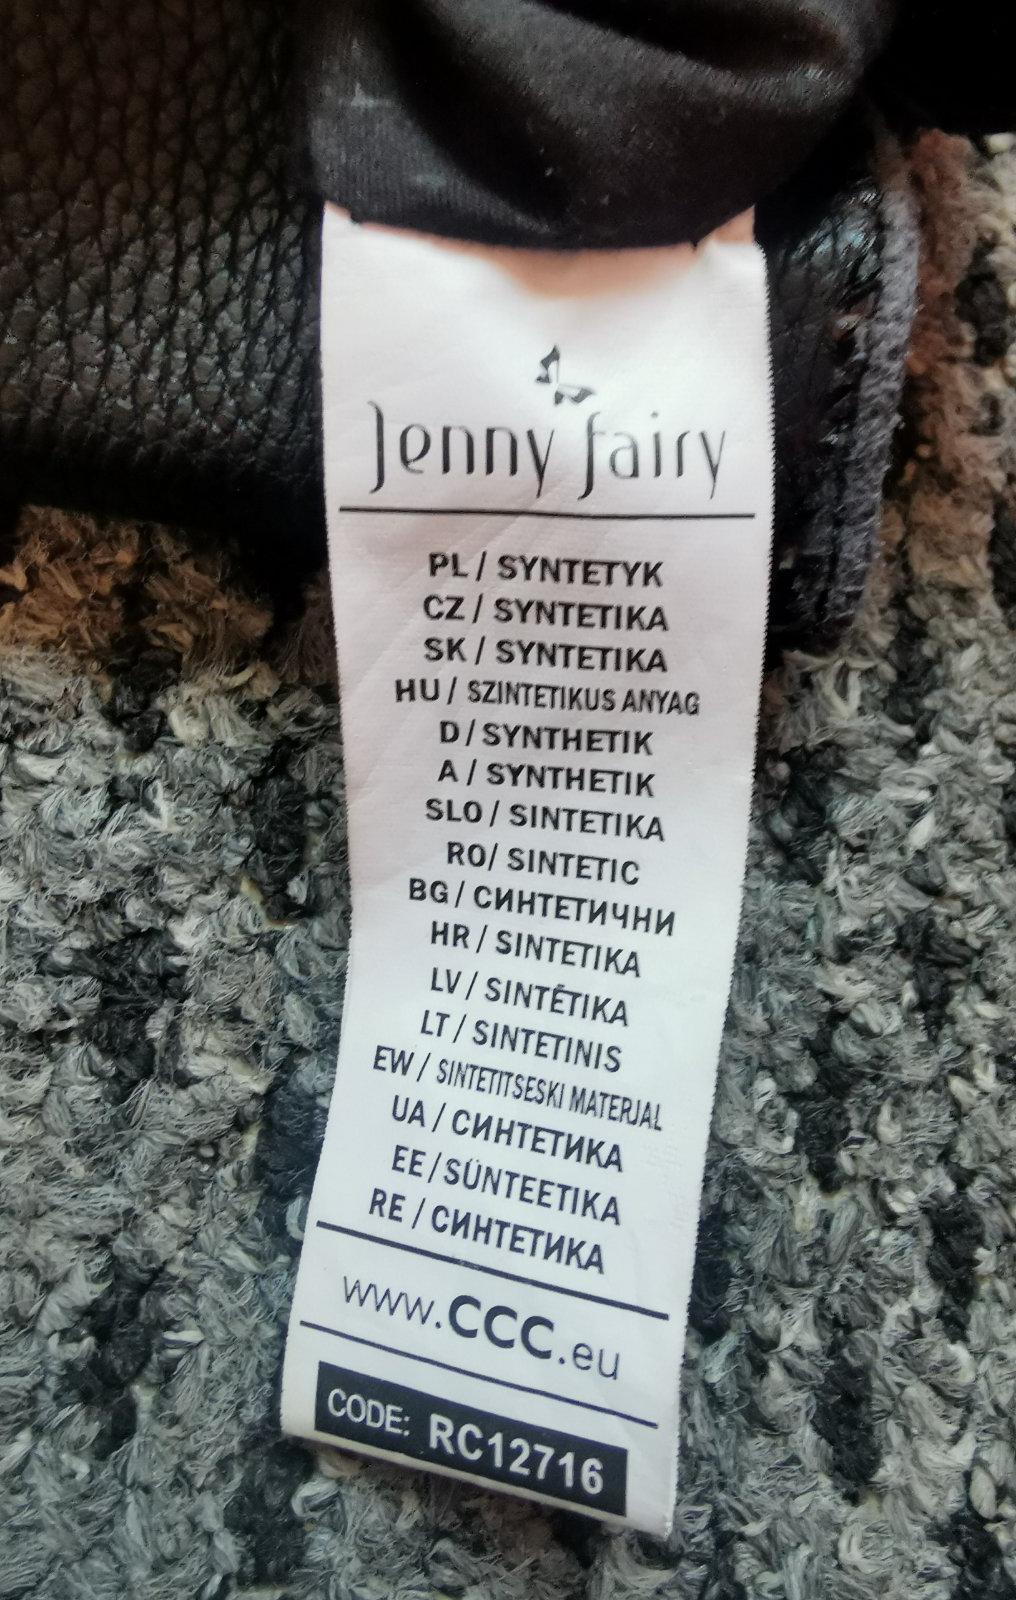 Jenny fairy
PL / SYNTETYK
CZ / SYNTETIKA
SK / SYNTETIKA
HU / SZINTETIKUS ANYAG
D / SYNTHETIK
A / SYNTHETIK
SLO / SINTETIKA
RO/ SINTETIC
BG / СИНТЕТИЧНИ
HR / SINTETIKA
LV / SINTĒTIKA
LT / SINTETINIS
EW / SINTETITSESKI MATERJAL
UA / СИНТЕТИКА
EE / SÜNTEETIKA
RE / СИНТЕТИКА
www.CCC.eu
CODE: RC12716